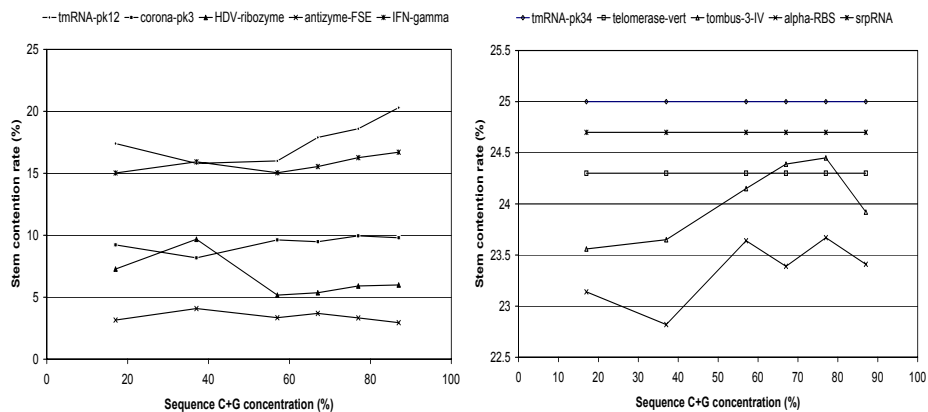 tmRNA-pk12 corona-pk3 HDV-ribozyme antizyme-FSE IFN-gamma
25
20
15
10
5
0
Stem contention rate (%)
0 20 40 60 80 100
Sequence C+G concentration (%)
tmRNA-pk34 telomerase-vert tombus-3-IV alpha-RBS srpRNA
25.5
25
24.5
24
23.5
23
22.5
Stem contention rate (%)
0 10 20 30 40 50 60 70 80 90 100
Sequence C+G concentration (%)